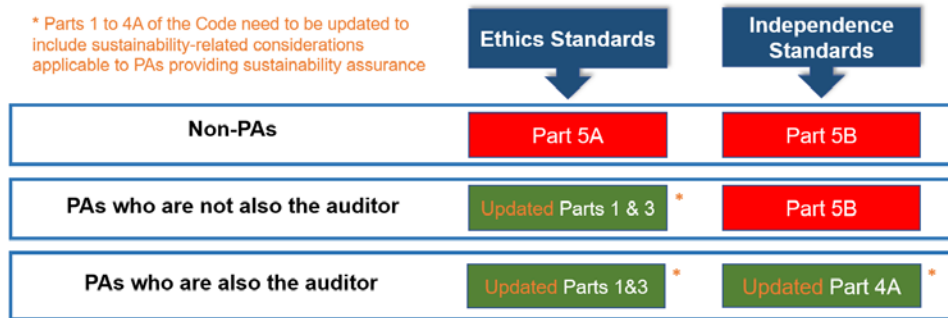 * Parts 1 to 4A of the Code need to be updated to
include sustainability-related considerations
applicable to PAs providing sustainability assurance
Ethics Standards
Independence
Standards
Non-PAs
Part 5A
Part 5B
PAs who are not also the auditor
Updated Parts 1 & 3 *
Part 5B
PAs who are also the auditor
Updated Parts 1&3 *
Updated Part 4A *